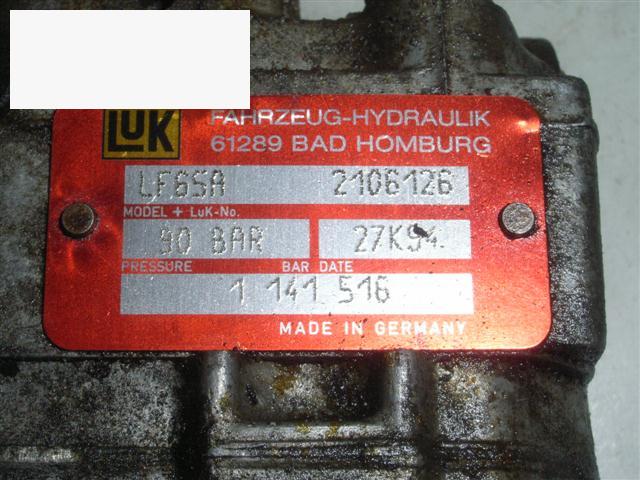 LuK
FAHRZEUG-HYDRAULIK
61289 BAD HOMBURG
LF6SA 2106126
MODEL + LuK-No.
90 BAR 27K94.
PRESSURE BAR DATE
1 141 516
MADE IN GERMANY